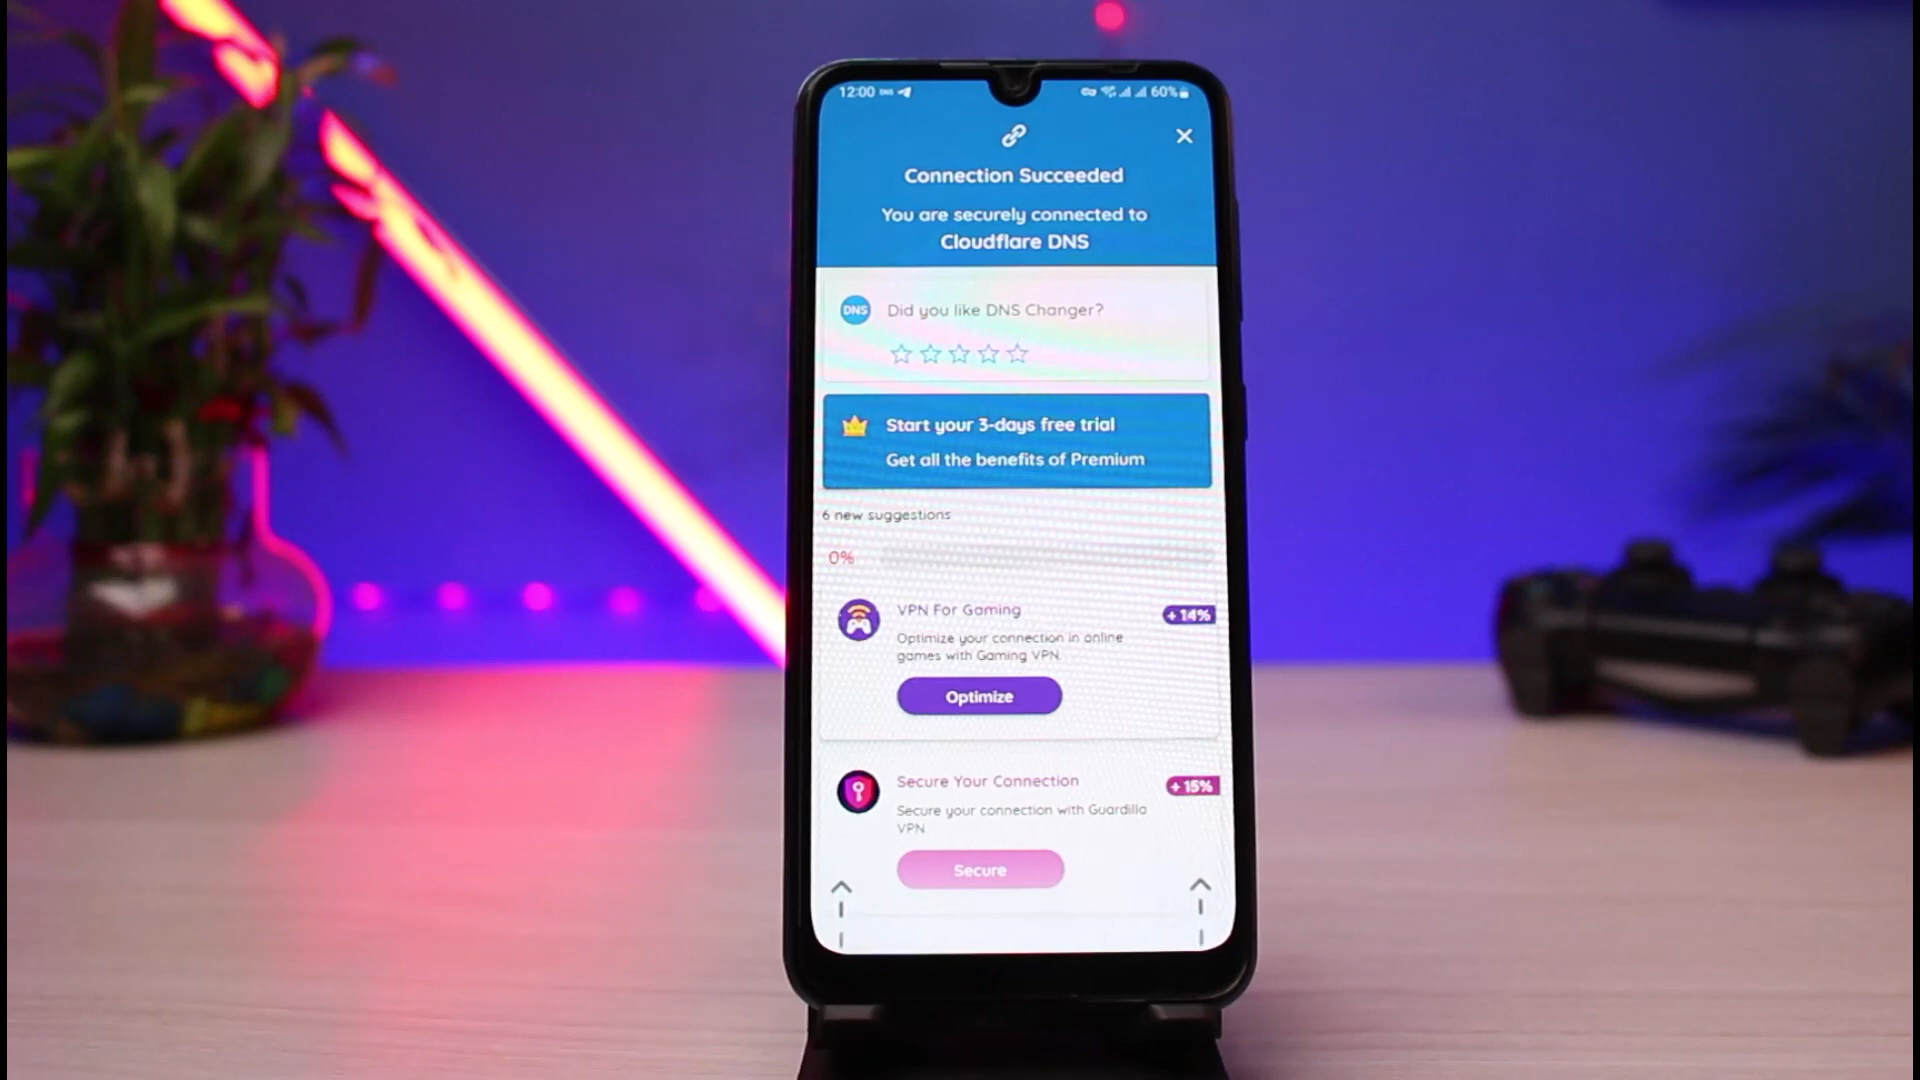 12:00 DNS 60%
Connection Succeeded
You are securely connected to
Cloudflare DNS
DNS Did you like DNS Changer?
Start your 3-days free trial
Get all the benefits of Premium
6 new suggestions
0%
VPN For Gaming +14%
Optimize your connection in online
games with Gaming VPN.
Optimize
Secure Your Connection +15%
Secure your connection with Guardilla
VPN.
Secure